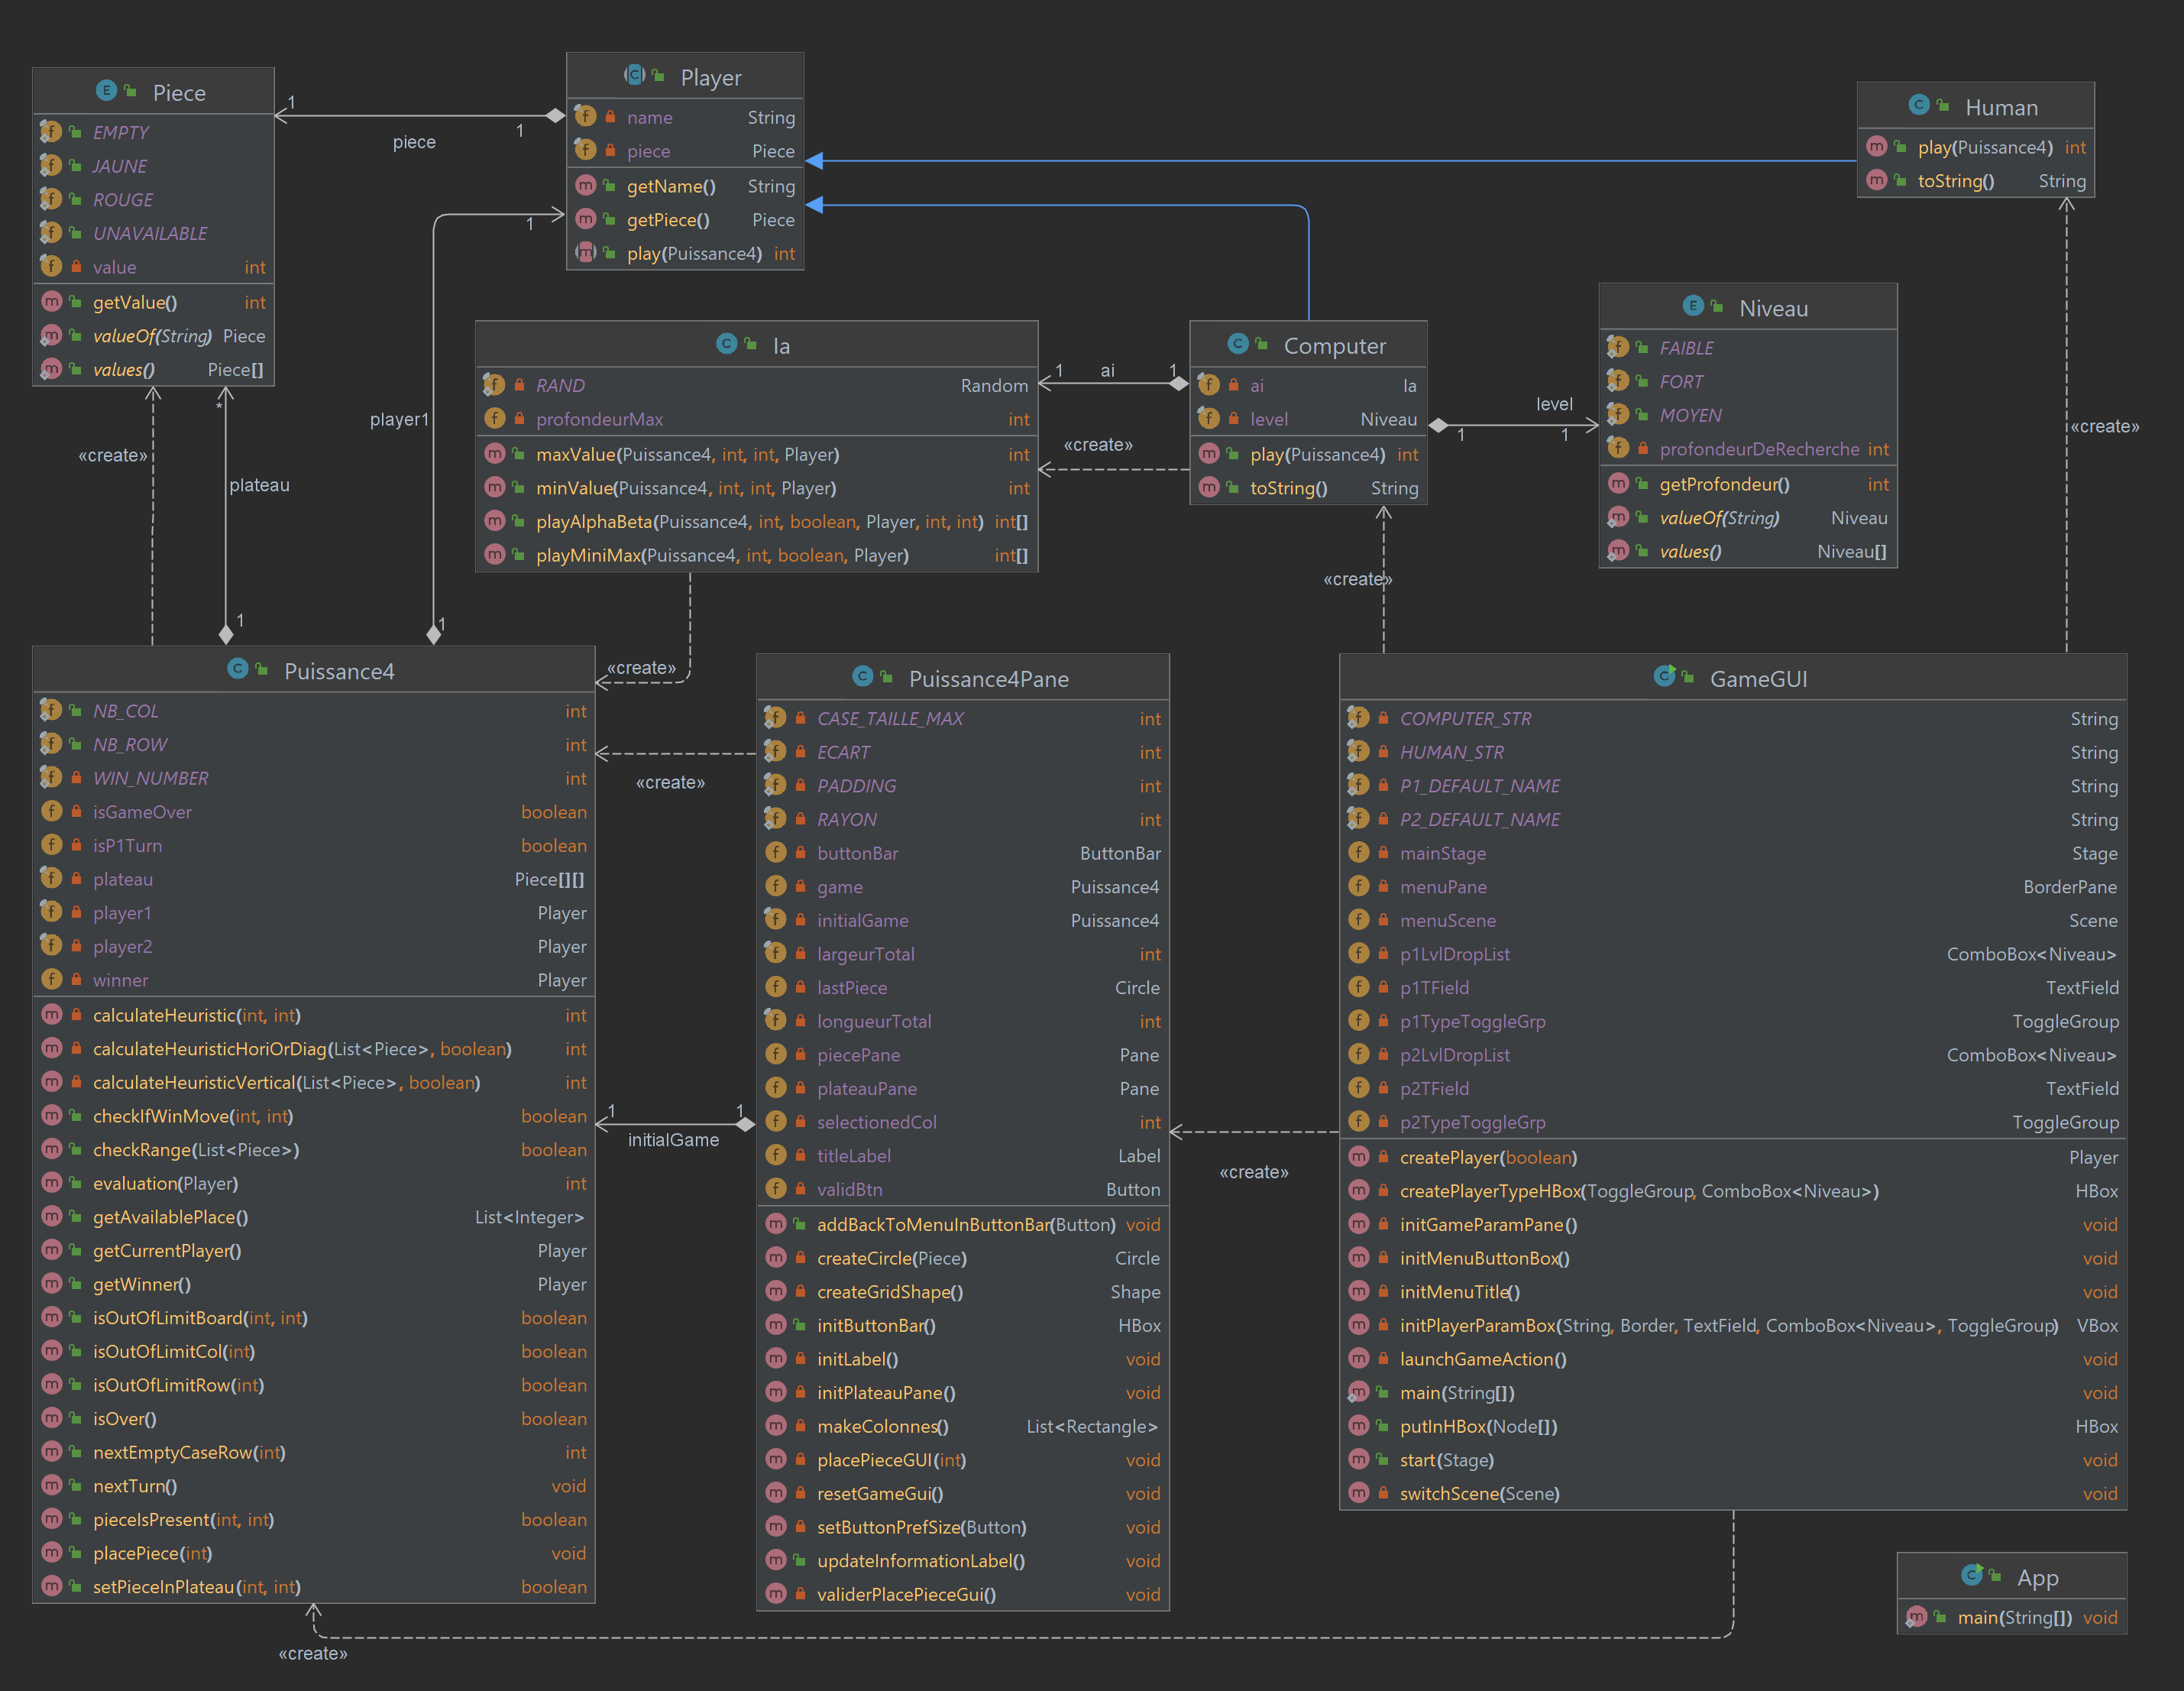 Piece
EMPTY
JAUNE
ROUGE
UNAVAILABLE
value int
getValue() int
valueOf(String) Piece
values() Piece[]
1
1
piece
Player
name String
piece Piece
getName() String
getPiece() Piece
play(Puissance4) int
Human
play(Puissance4) int
toString() String
1
player1
1
*
plateau
1
«create»
Ia
RAND Random
profondeurMax int
maxValue(Puissance4, int, int, Player) int
minValue(Puissance4, int, int, Player) int
playAlphaBeta(Puissance4, int, boolean, Player, int, int) int[]
playMiniMax(Puissance4, int, boolean, Player) int[]
1 ai 1
«create»
Computer
ai Ia
level Niveau
play(Puissance4) int
toString() String
level
1 1
Niveau
FAIBLE
FORT
MOYEN
profondeurDeRecherche int
getProfondeur() int
valueOf(String) Niveau
values() Niveau[]
«create»
«create»
«create»
«create»
Puissance4
NB_COL int
NB_ROW int
WIN_NUMBER int
isGameOver boolean
isP1Turn boolean
plateau Piece[][]
player1 Player
player2 Player
winner Player
calculateHeuristic(int, int) int
calculateHeuristicHoriOrDiag(List<Piece>, boolean) int
calculateHeuristicVertical(List<Piece>, boolean) int
checkIfWinMove(int, int) boolean
checkRange(List<Piece>) boolean
evaluation(Player) int
getAvailablePlace() List<Integer>
getCurrentPlayer() Player
getWinner() Player
isOutOfLimitBoard(int, int) boolean
isOutOfLimitCol(int) boolean
isOutOfLimitRow(int) boolean
isOver() boolean
nextEmptyCaseRow(int) int
nextTurn() void
pieceIsPresent(int, int) boolean
placePiece(int) void
setPieceInPlateau(int, int) boolean
1 1
initialGame
Puissance4Pane
CASE_TAILLE_MAX int
ECART int
PADDING int
RAYON int
buttonBar ButtonBar
game Puissance4
initialGame Puissance4
largeurTotal int
lastPiece Circle
longueurTotal int
piecePane Pane
plateauPane Pane
selectionedCol int
titleLabel Label
validBtn Button
addBackToMenuInButtonBar(Button) void
createCircle(Piece) Circle
createGridShape() Shape
initButtonBar() HBox
initLabel() void
initPlateauPane() void
makeColonnes() List<Rectangle>
placePieceGUI(int) void
resetGameGui() void
setButtonPrefSize(Button) void
updateInformationLabel() void
validerPlacePieceGui() void
«create»
GameGUI
COMPUTER_STR String
HUMAN_STR String
P1_DEFAULT_NAME String
P2_DEFAULT_NAME String
mainStage Stage
menuPane BorderPane
menuScene Scene
p1LvlDropList ComboBox<Niveau>
p1TField TextField
p1TypeToggleGrp ToggleGroup
p2LvlDropList ComboBox<Niveau>
p2TField TextField
p2TypeToggleGrp ToggleGroup
createPlayer(boolean) Player
createPlayerTypeHBox(ToggleGroup, ComboBox<Niveau>) HBox
initGameParamPane() void
initMenuButtonBox() void
initMenuTitle() void
initPlayerParamBox(String, Border, TextField, ComboBox<Niveau>, ToggleGroup) VBox
launchGameAction() void
main(String[]) void
putInHBox(Node[]) HBox
start(Stage) void
switchScene(Scene) void
App
main(String[]) void
«create»